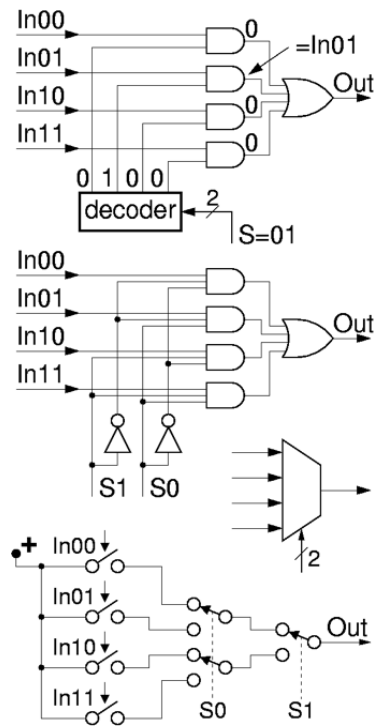 In00
0
In01
=In01
In10
0
Out
In11
0
0 1 0 0
decoder
2
S=01
In00
In01
In10
Out
In11
S1 S0
2
+
In00
In01
In10
Out
In11
S0 S1